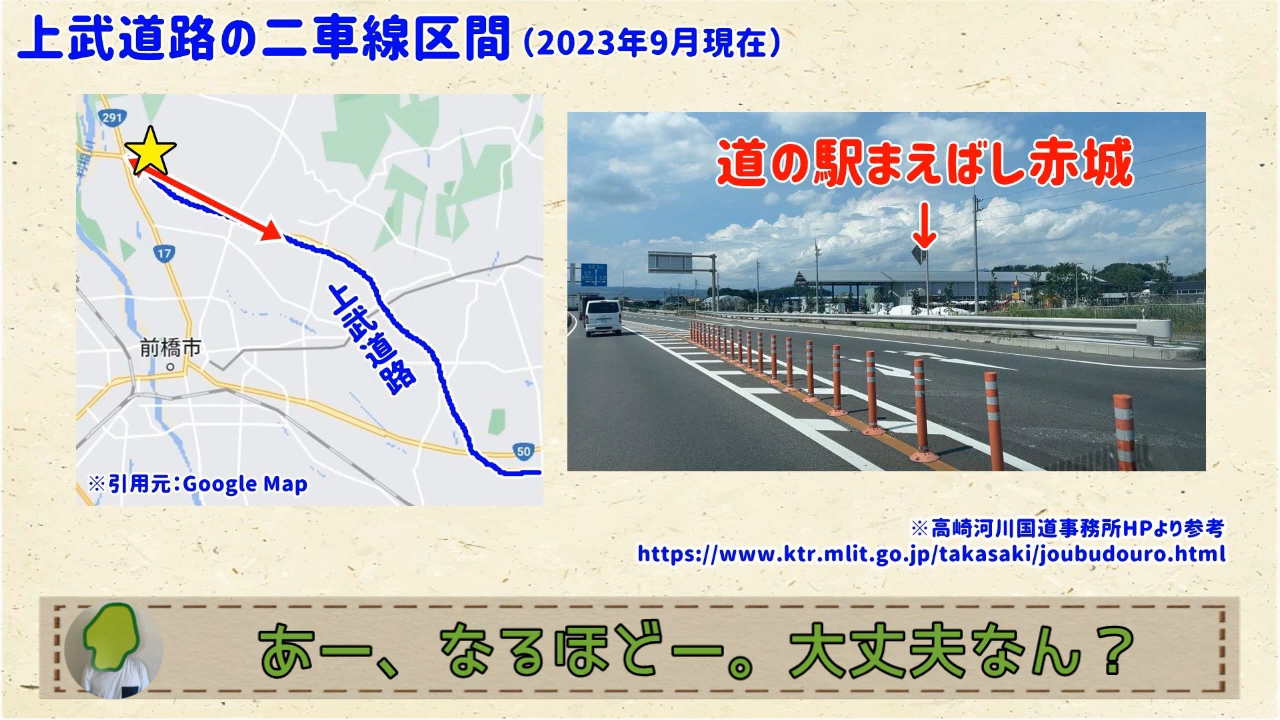 上武道路の二車線区間（2023年9月現在）
291
17
上武道路
前橋市
50
※引用元：Google Map
道の駅まえばし赤城
※高崎河川国道事務所HPより参考
https://www.ktr.mlit.go.jp/takasaki/joubudouro.html
あー、なるほどー。大丈夫なん？